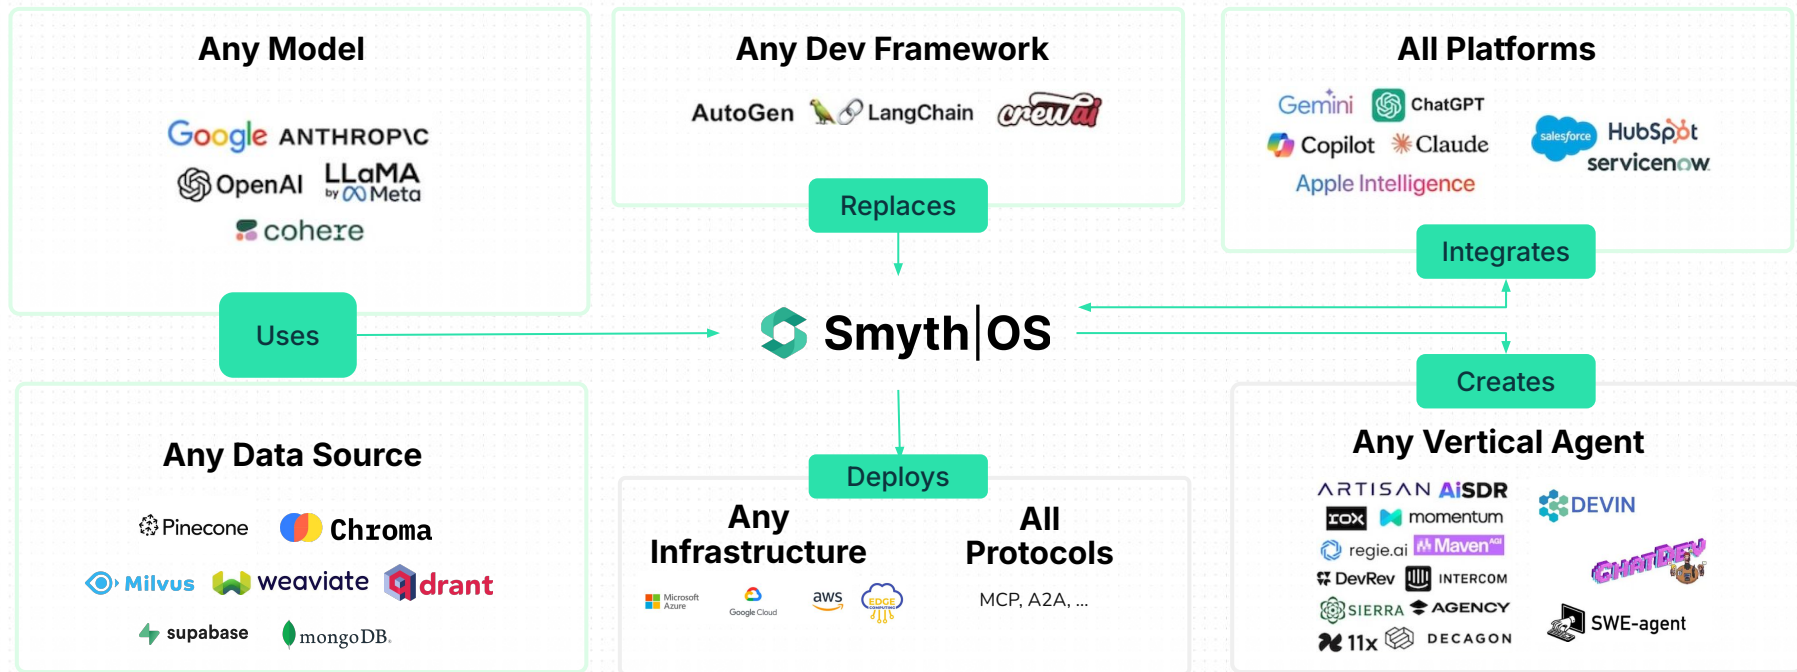 Any Model
Google ANTHROP\C
OpenAI LLaMA
by Meta
cohere
Uses
Any Data Source
Pinecone Chroma
Milvus weaviate qdrant
supabase mongoDB.
Any Dev Framework
AutoGen LangChain crewai
Replaces
Smyth|OS
Deploys
Any
Infrastructure
Microsoft
Azure
Google Cloud
aws
EDGE
COMPUTING
All
Protocols
MCP, A2A, ...
All Platforms
Gemini ChatGPT
Copilot Claude
Apple Intelligence
salesforce HubSpot
servicenow
Integrates
Creates
Any Vertical Agent
ARTISAN AiSDR
rox momentum
regie.ai Maven AGI
DevRev INTERCOM
SIERRA AGENCY
11x DECAGON
DEVIN
CHATDEV
SWE-agent